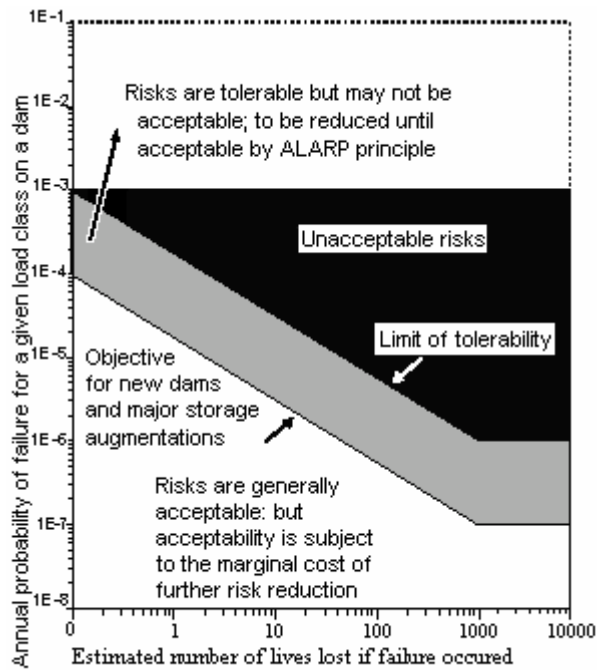 1E-1
Risks are tolerable but may not be
acceptable; to be reduced until
acceptable by ALARP principle
1E-2
1E-3
Unacceptable risks
1E-4
Limit of tolerability
1E-5
Objective
for new dams
and major storage
augmentations
1E-6
Risks are generally
acceptable: but
acceptability is subject
to the marginal cost of
further risk reduction
1E-7
1E-8
Annual probability of failure for a given load class on a dam
0 1 10 100 1000 10000
Estimated number of lives lost if failure occured